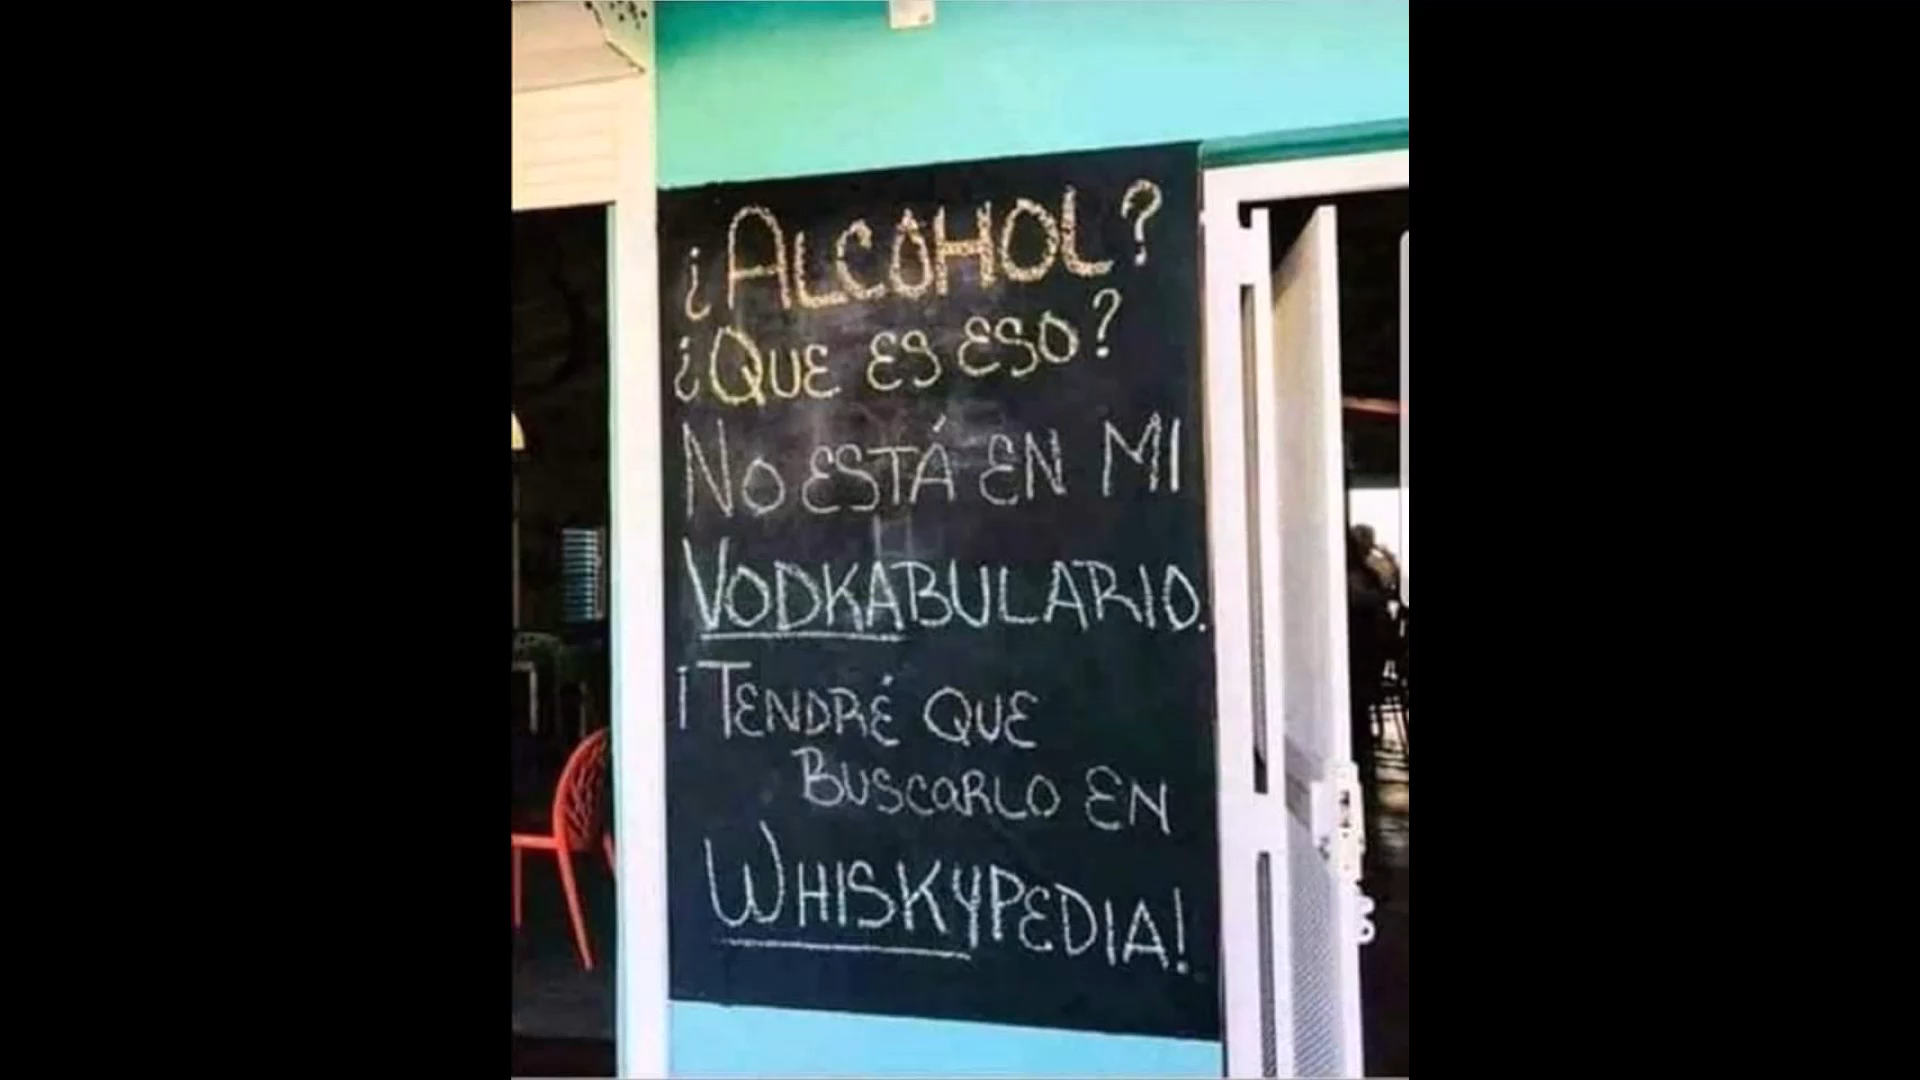 ¿ALCOHOL?
¿QUE ES ESO?
NO ESTÁ EN MI
VODKABULARIO.
¡TENDRÉ QUE
BUSCARLO EN
WHISKYPEDIA!